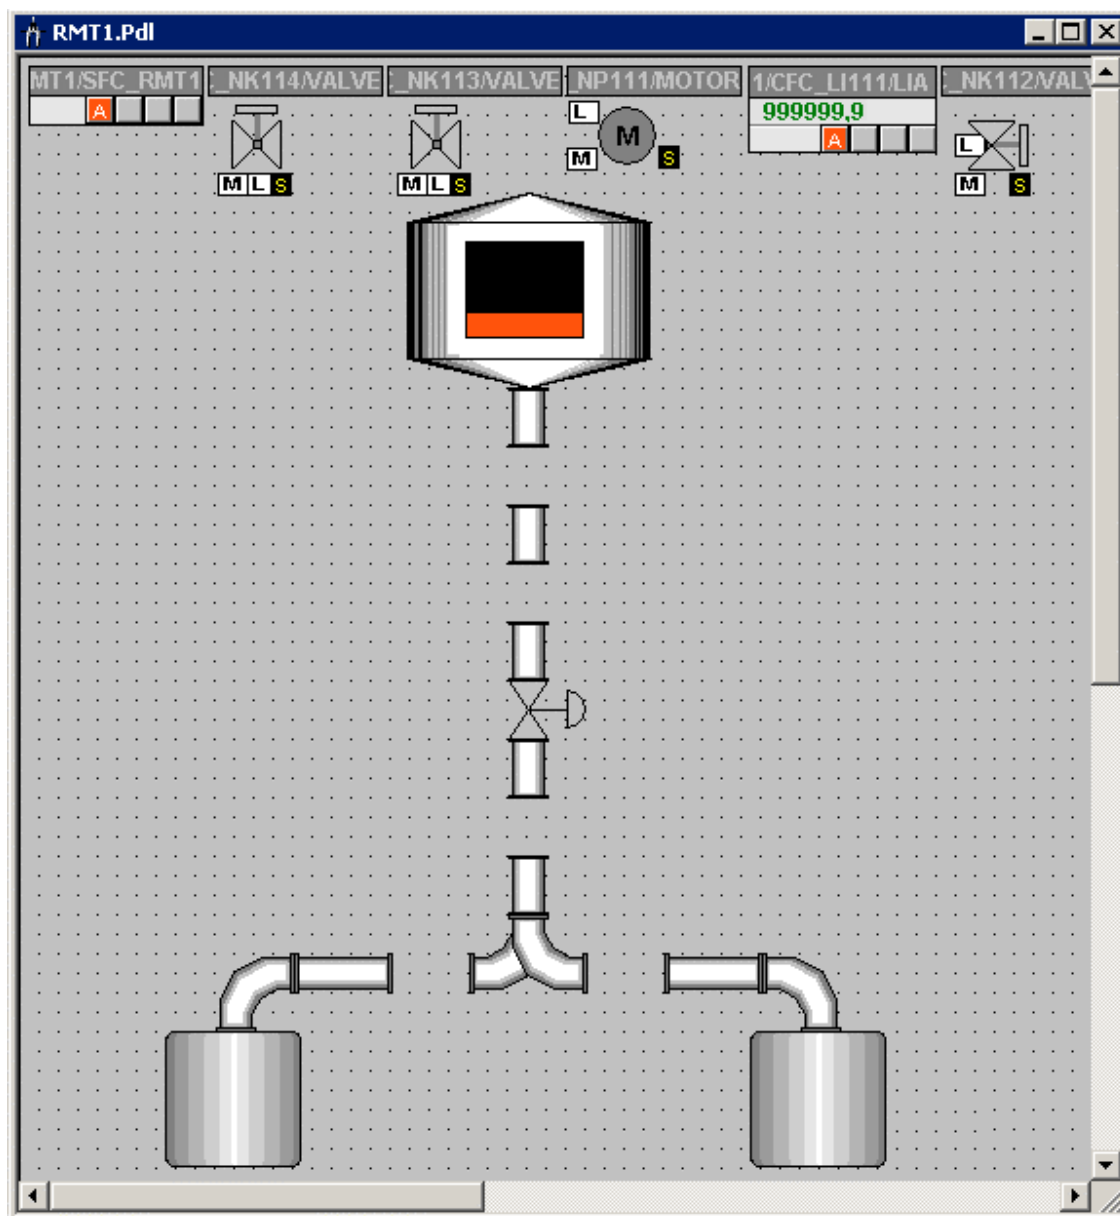 RMT1.Pdl
MT1/SFC_RMT1
A
:_NK114/VALVE
M L S
:_NK113/VALVE
M L S
_NP111/MOTOR
L
M
M
S
1/CFC_LI111/LIA
999999,9
A
:_NK112/VALV
L
M
S